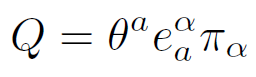 Q = θ^a e_a^α π_α